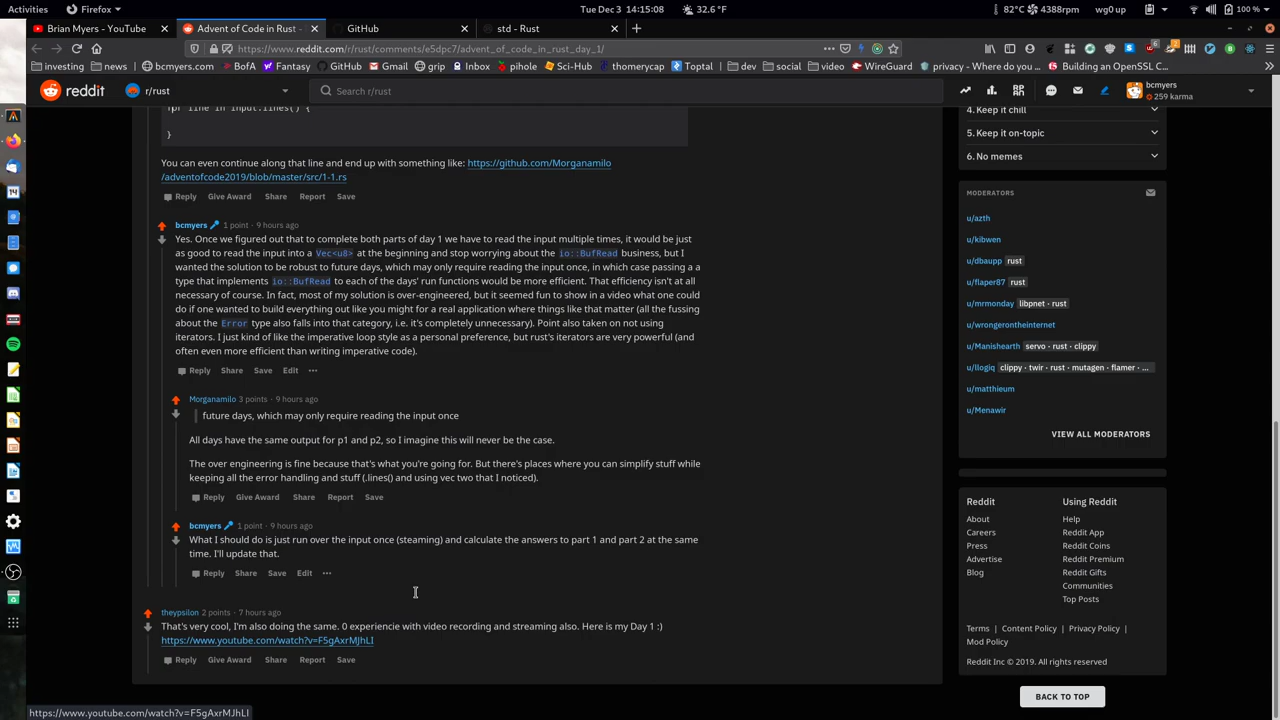 Activities Firefox Tue Dec 3 14:15:08 32.6 °F 82°C 4388rpm wg0 up 100 %
Brian Myers - YouTube × Advent of Code in Rust - × GitHub × std - Rust × +
https://www.reddit.com/r/rust/comments/e5dpc7/advent_of_code_in_rust_day_1/
investing news bcmyers.com BofA Fantasy GitHub Gmail grip Inbox pihole Sci-Hub thomerycap Toptal dev social video WireGuard privacy - Where do yo… Building an OpenSSL C…
reddit r/rust Search r/rust bcmyers 259 karma
for line in input.lines() {
}
You can even continue along that line and end up with something like: https://github.com/Morganamilo
/adventofcode2019/blob/master/src/1-1.rs
Reply Give Award Share Report Save
bcmyers 1 point · 9 hours ago
Yes. Once we figured out that to complete both parts of day 1 we have to read the input multiple times, it would be just
as good to read the input into a Vec<u8> at the beginning and stop worrying about the io::BufRead business, but I
wanted the solution to be robust to future days, which may only require reading the input once, in which case passing a a
type that implements io::BufRead to each of the days' run functions would be more efficient. That efficiency isn't at all
necessary of course. In fact, most of my solution is over-engineered, but it seemed fun to show in a video what one could
do if one wanted to build everything out like you might for a real application where things like that matter (all the fussing
about the Error type also falls into that category, i.e. it's completely unnecessary). Point also taken on not using
iterators. I just kind of like the imperative loop style as a personal preference, but rust's iterators are very powerful (and
often even more efficient than writing imperative code).
Reply Share Save Edit ···
Morganamilo 3 points · 9 hours ago
future days, which may only require reading the input once
All days have the same output for p1 and p2, so I imagine this will never be the case.
The over engineering is fine because that's what you're going for. But there's places where you can simplify stuff while
keeping all the error handling and stuff (.lines() and using vec two that I noticed).
Reply Give Award Share Report Save
bcmyers 1 point · 9 hours ago
What I should do is just run over the input once (steaming) and calculate the answers to part 1 and part 2 at the same
time. I'll update that.
Reply Share Save Edit ···
theypsilon 2 points · 7 hours ago
That's very cool, I'm also doing the same. 0 experiencie with video recording and streaming also. Here is my Day 1 :)
https://www.youtube.com/watch?v=F5gAxrMJhLI
Reply Give Award Share Report Save
4. Keep it chill
5. Keep it on-topic
6. No memes
MODERATORS
u/azth
u/kibwen
u/dbaupp rust
u/flaper87 rust
u/mrmonday libpnet · rust
u/wrongerontheinternet
u/Manishearth servo · rust · clippy
u/llogiq clippy · twir · rust · mutagen · flamer · ...
u/matthieum
u/Menawir
VIEW ALL MODERATORS
Reddit Using Reddit
About Help
Careers Reddit App
Press Reddit Coins
Advertise Reddit Premium
Blog Reddit Gifts
Communities
Top Posts
Terms | Content Policy | Privacy Policy |
Mod Policy
Reddit Inc © 2019. All rights reserved
BACK TO TOP
https://www.youtube.com/watch?v=F5gAxrMJhLI